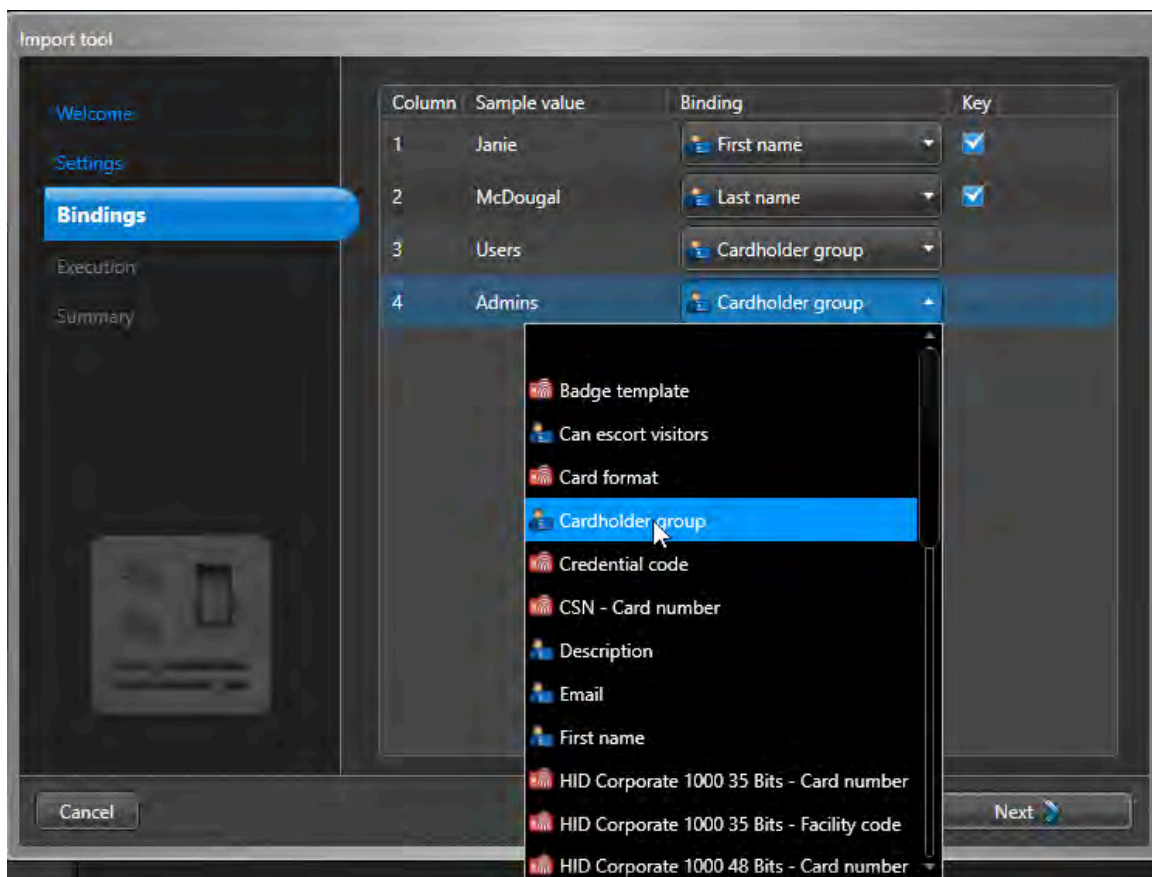 Import tool
Welcome
Settings
Bindings
Execution
Summary
Column Sample value Binding Key
1 Janie First name
2 McDougal Last name
3 Users Cardholder group
4 Admins Cardholder group
Badge template
Can escort visitors
Card format
Cardholder group
Credential code
CSN - Card number
Description
Email
First name
HID Corporate 1000 35 Bits - Card number
HID Corporate 1000 35 Bits - Facility code
HID Corporate 1000 48 Bits - Card number
Cancel Next